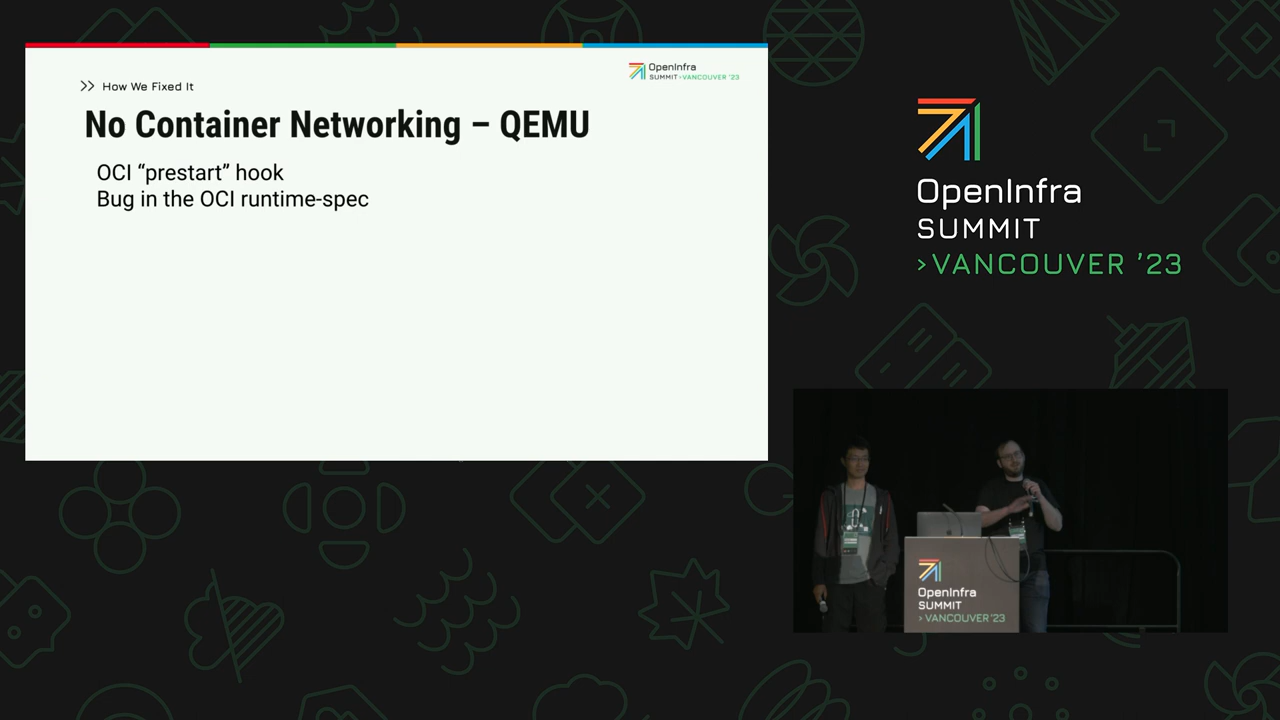 How We Fixed It
OpenInfra
SUMMIT >VANCOUVER '23
No Container Networking – QEMU
OCI “prestart” hook
Bug in the OCI runtime-spec
OpenInfra
SUMMIT
>VANCOUVER ’23
OpenInfra
SUMMIT
>VANCOUVER '23